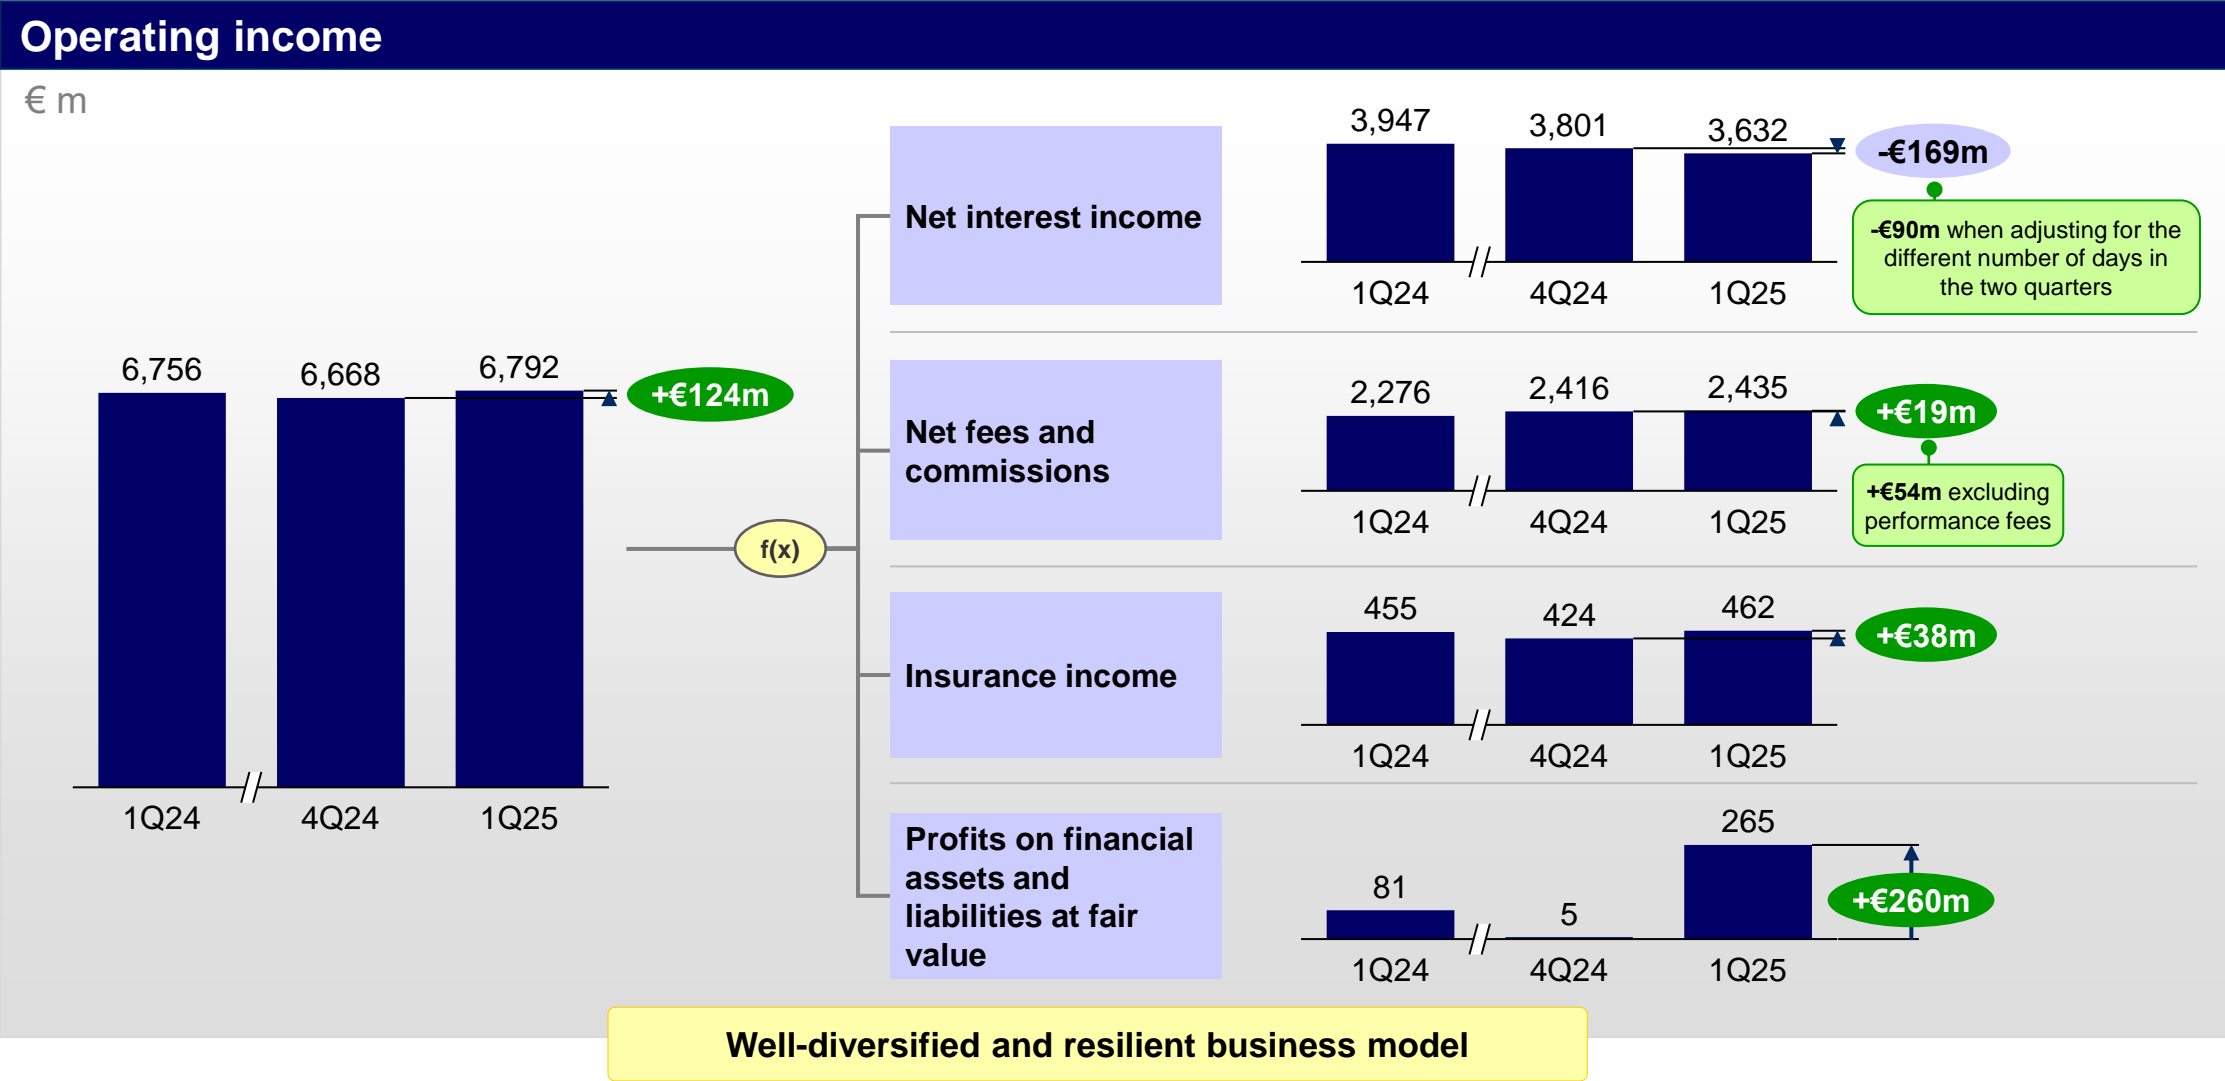 Operating income
€ m
6,756
6,668
6,792
+€124m
1Q24
4Q24
1Q25
f(x)
Net interest income
3,947
3,801
3,632
-€169m
-€90m when adjusting for the
different number of days in
the two quarters
1Q24
4Q24
1Q25
Net fees and
commissions
2,276
2,416
2,435
+€19m
+€54m excluding
performance fees
1Q24
4Q24
1Q25
Insurance income
455
424
462
+€38m
1Q24
4Q24
1Q25
Profits on financial
assets and
liabilities at fair
value
81
5
265
+€260m
1Q24
4Q24
1Q25
Well-diversified and resilient business model